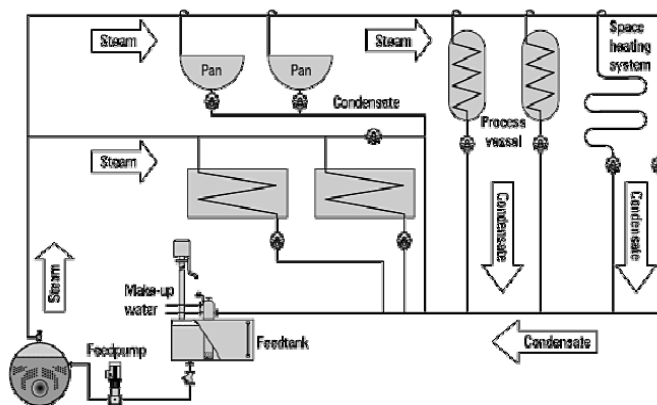 Steam
Steam
Space
heating
system
Pan
Pan
Condensate
Process
vessel
Steam
Condensate
Condensate
Steam
Make-up
water
Feedtank
Feedpump
Condensate